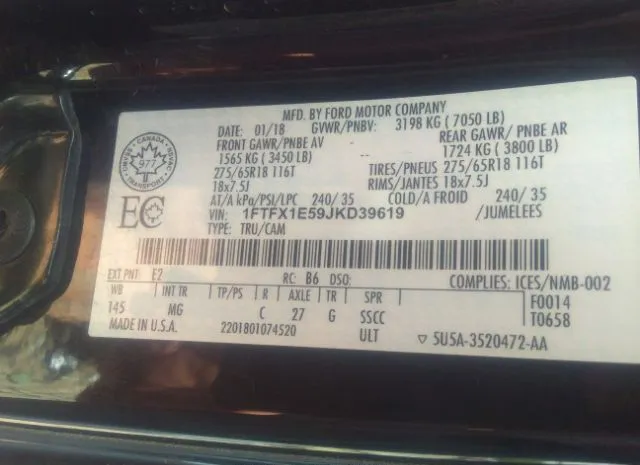 MFD. BY FORD MOTOR COMPANY
DATE: 01/18 GVWR/PNBV: 3198 KG ( 7050 LB)
FRONT GAWR/PNBE AV REAR GAWR/ PNBE AR
1565 KG ( 3450 LB) 1724 KG ( 3800 LB)
275/65R18 116T TIRES/PNEUS 275/65R18 116T
18x7.5J RIMS/JANTES 18x7.5J
AT/A kPa/PSI/LPC 240/ 35 COLD/A FROID 240/ 35
VIN: 1FTFX1E59JKD39619 /JUMELEES
TYPE: TRU/CAM
CANADA
977
TRANSPORT
EC
EXT PNT: E2 RC: B6 DSO: COMPLIES: ICES/NMB-002
WB INT TR TP/PS R AXLE TR SPR F0014
145 MG C 27 G SSCC T0658
MADE IN U.S.A. 2201801074520 ULT ▽ 5U5A-3520472-AA